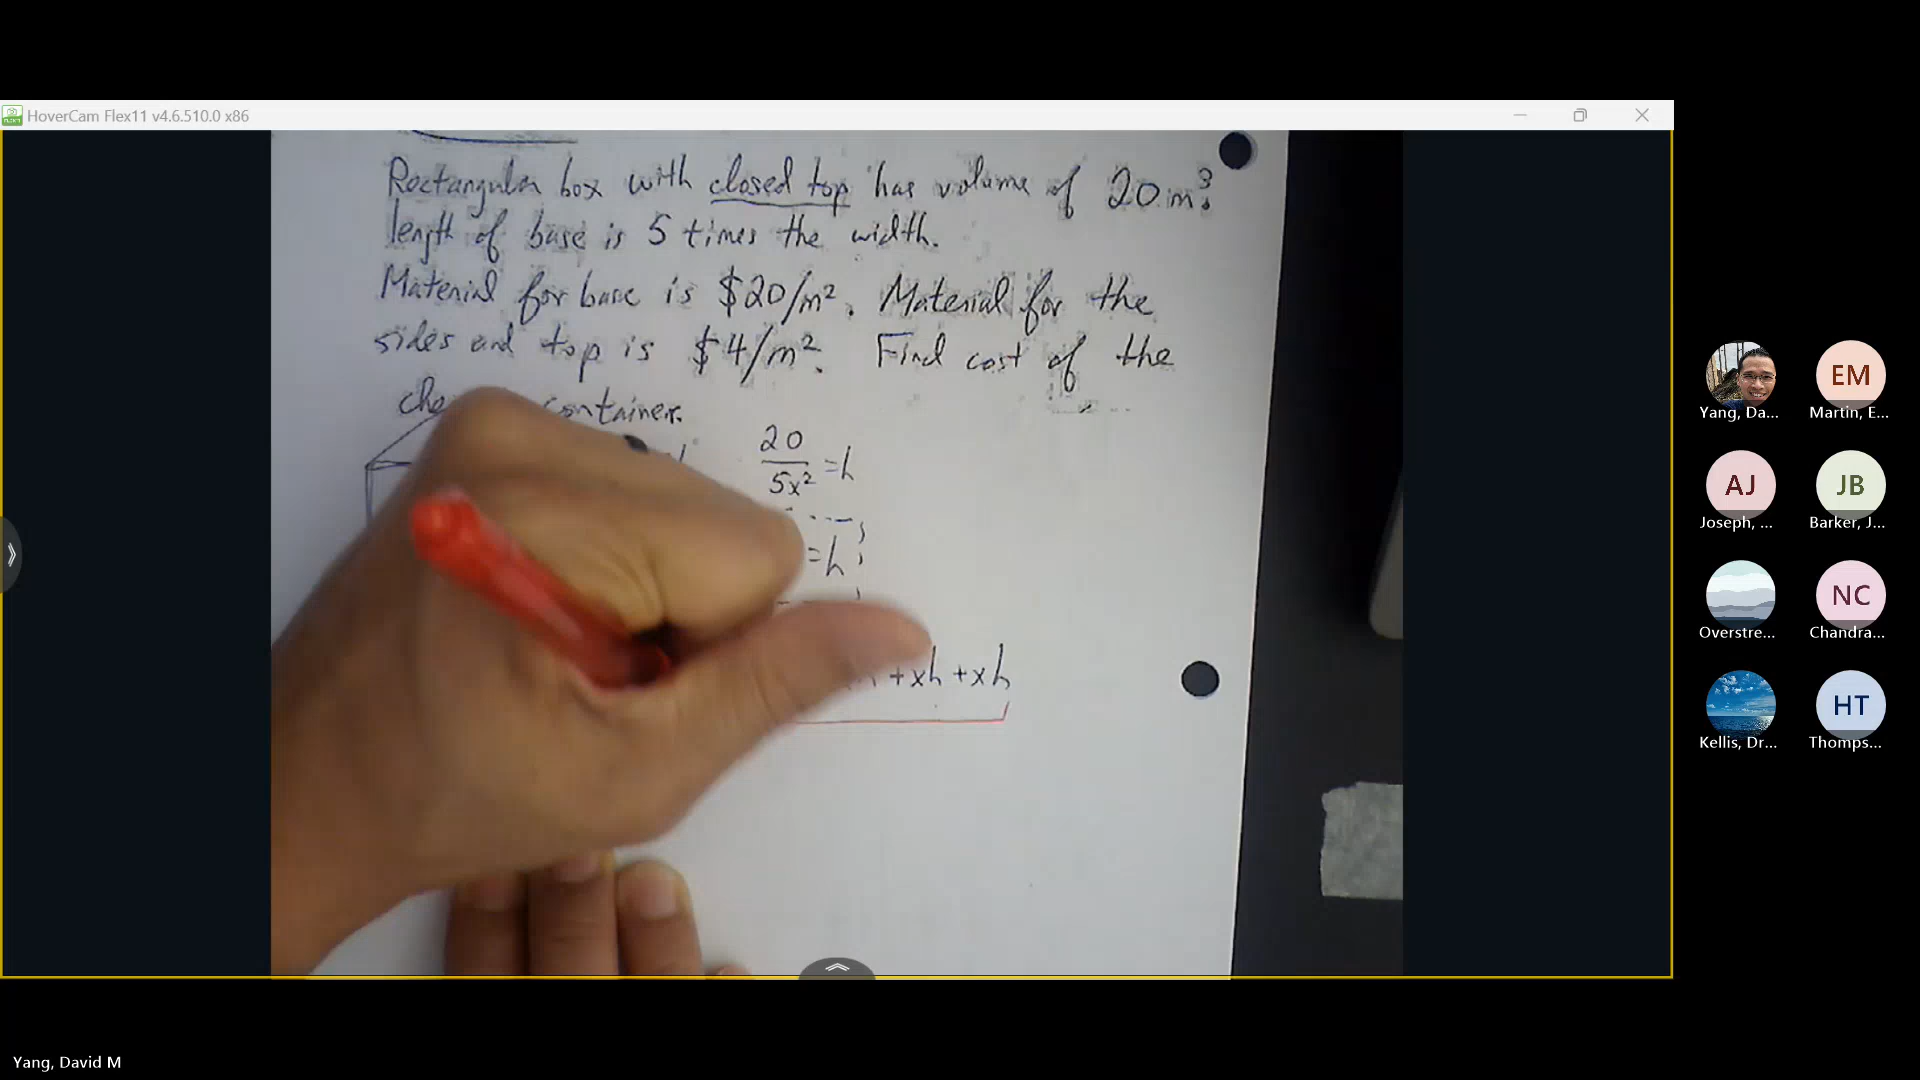 HoverCam Flex11 v4.6.510.0 x86
Rectangular box with closed top has volume of 20 m³.
length of base is 5 times the width.
Material for base is $20/m². Material for the
sides and top is $4/m². Find cost of the
container.
20
5x² =h
=h
+xh +xh
Yang, Da...
EM
Martin, E...
AJ
Joseph, ...
JB
Barker, J...
Overstre...
NC
Chandra...
Kellis, Dr...
HT
Thomps...
Yang, David M